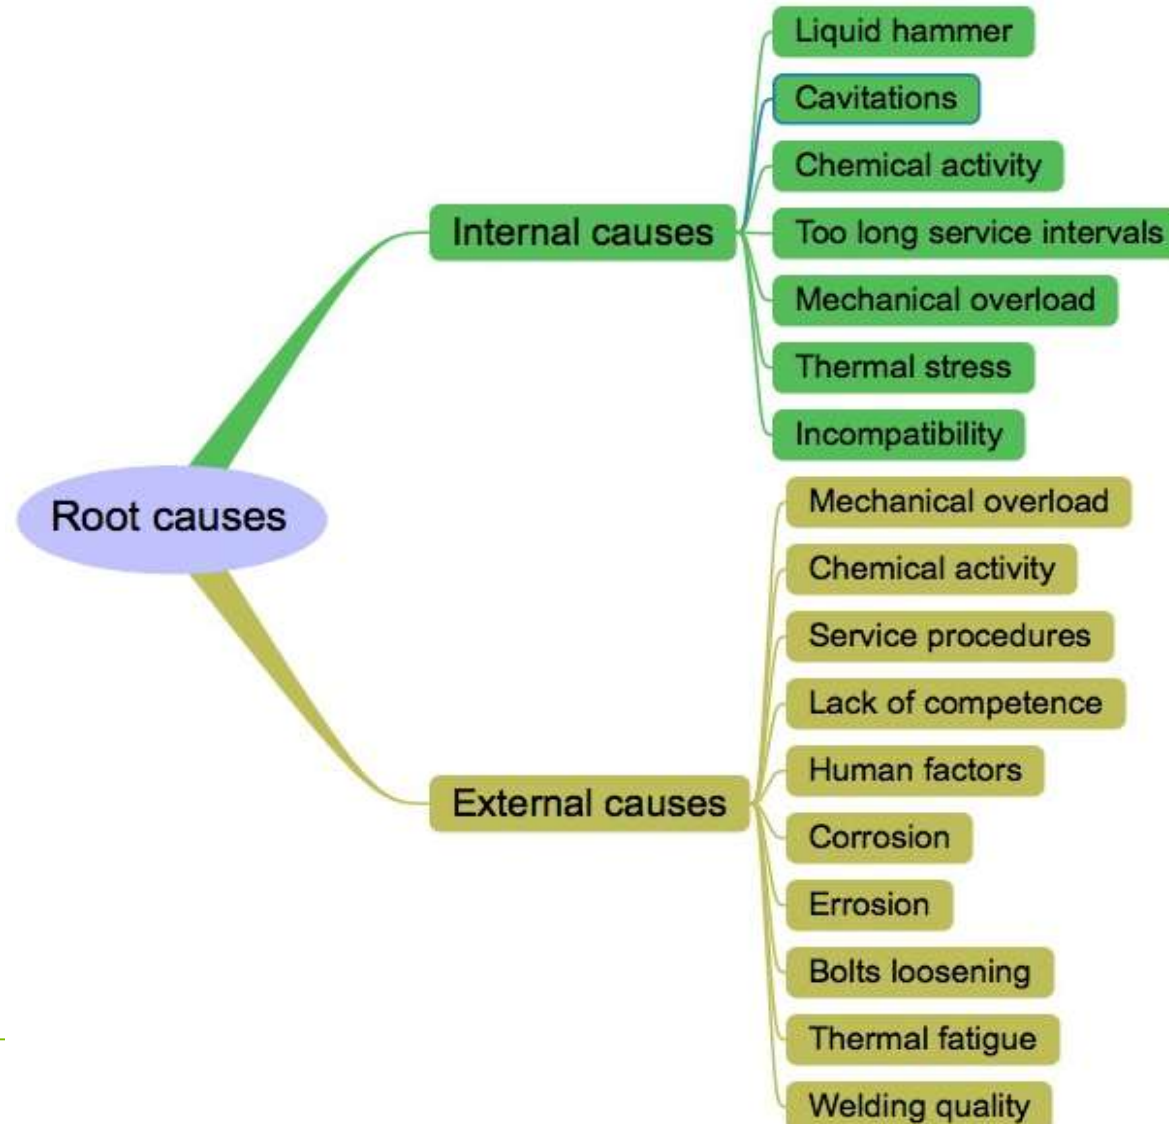 Root causes
Internal causes
Liquid hammer
Cavitations
Chemical activity
Too long service intervals
Mechanical overload
Thermal stress
Incompatibility
External causes
Mechanical overload
Chemical activity
Service procedures
Lack of competence
Human factors
Corrosion
Errosion
Bolts loosening
Thermal fatigue
Welding quality